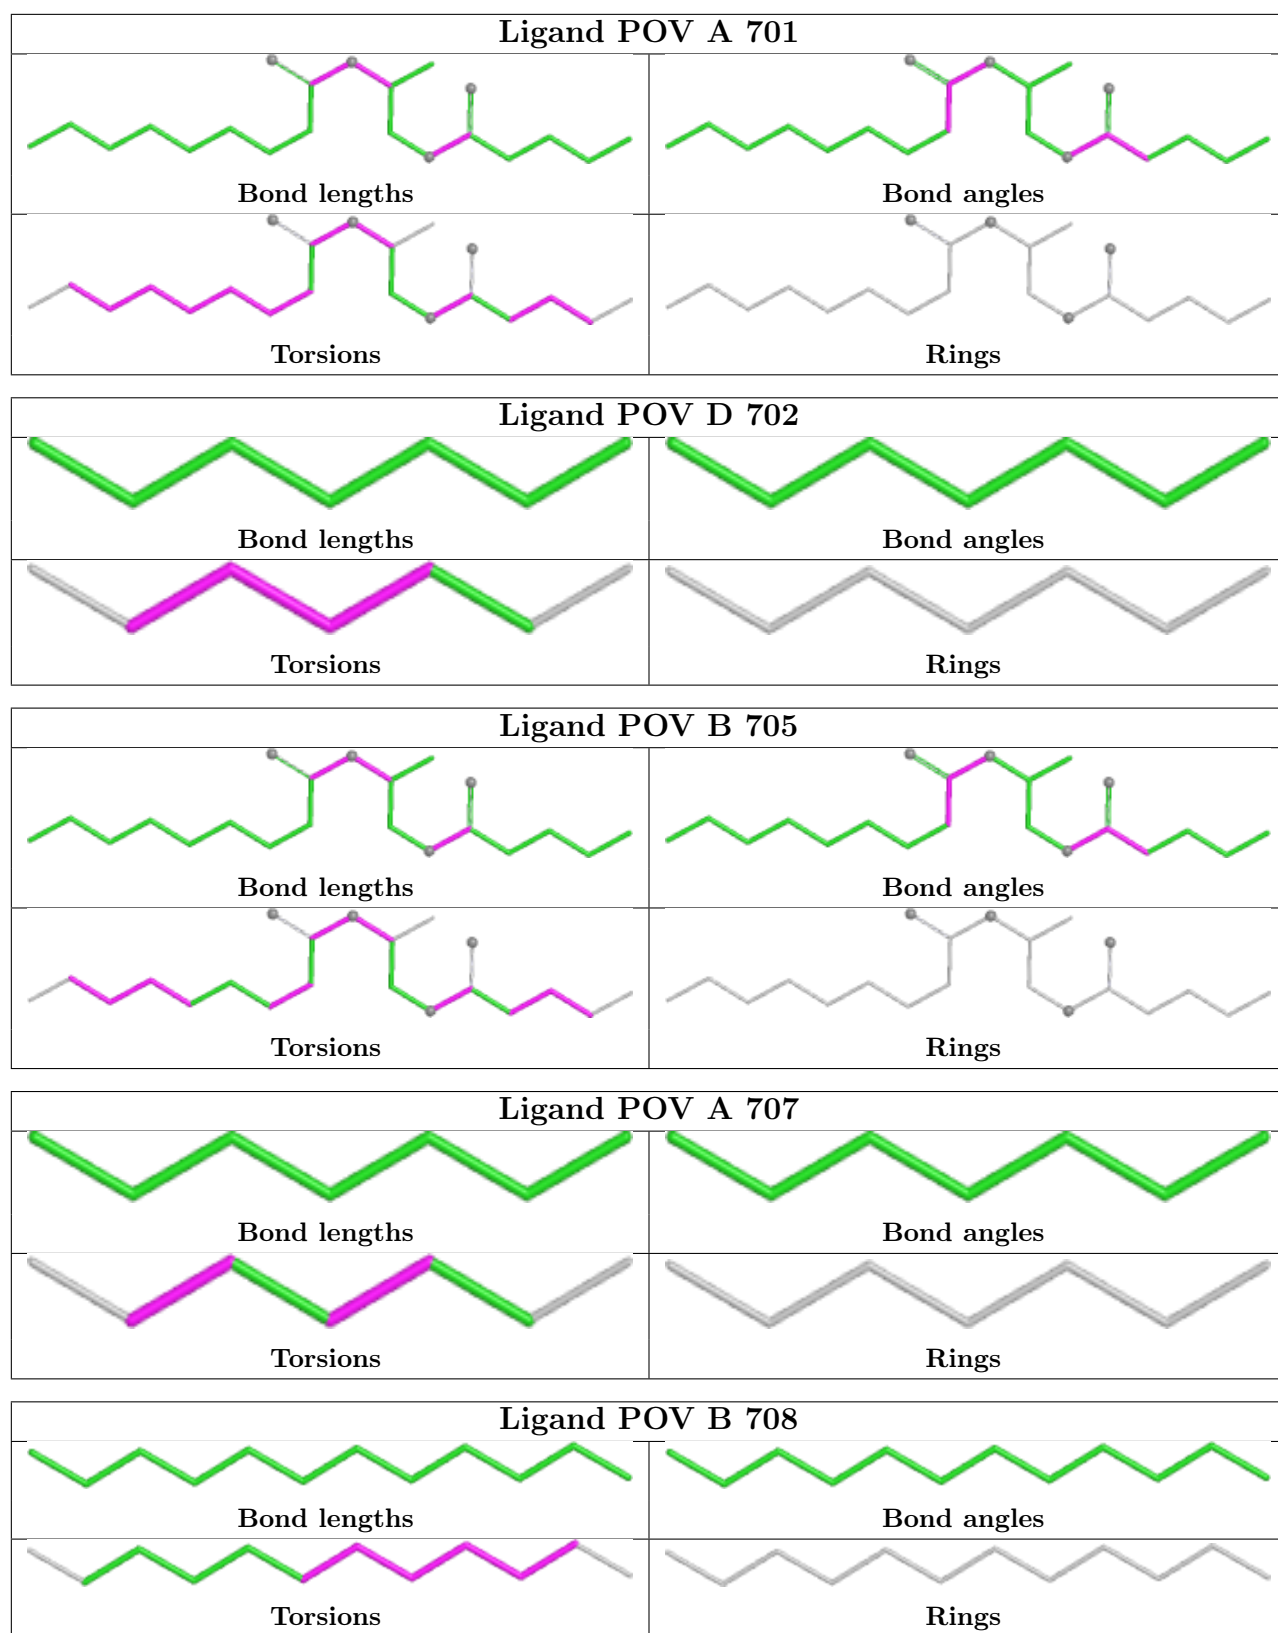 Ligand POV A 701
Bond lengths
Bond angles
Torsions
Rings
Ligand POV D 702
Bond lengths
Bond angles
Torsions
Rings
Ligand POV B 705
Bond lengths
Bond angles
Torsions
Rings
Ligand POV A 707
Bond lengths
Bond angles
Torsions
Rings
Ligand POV B 708
Bond lengths
Bond angles
Torsions
Rings